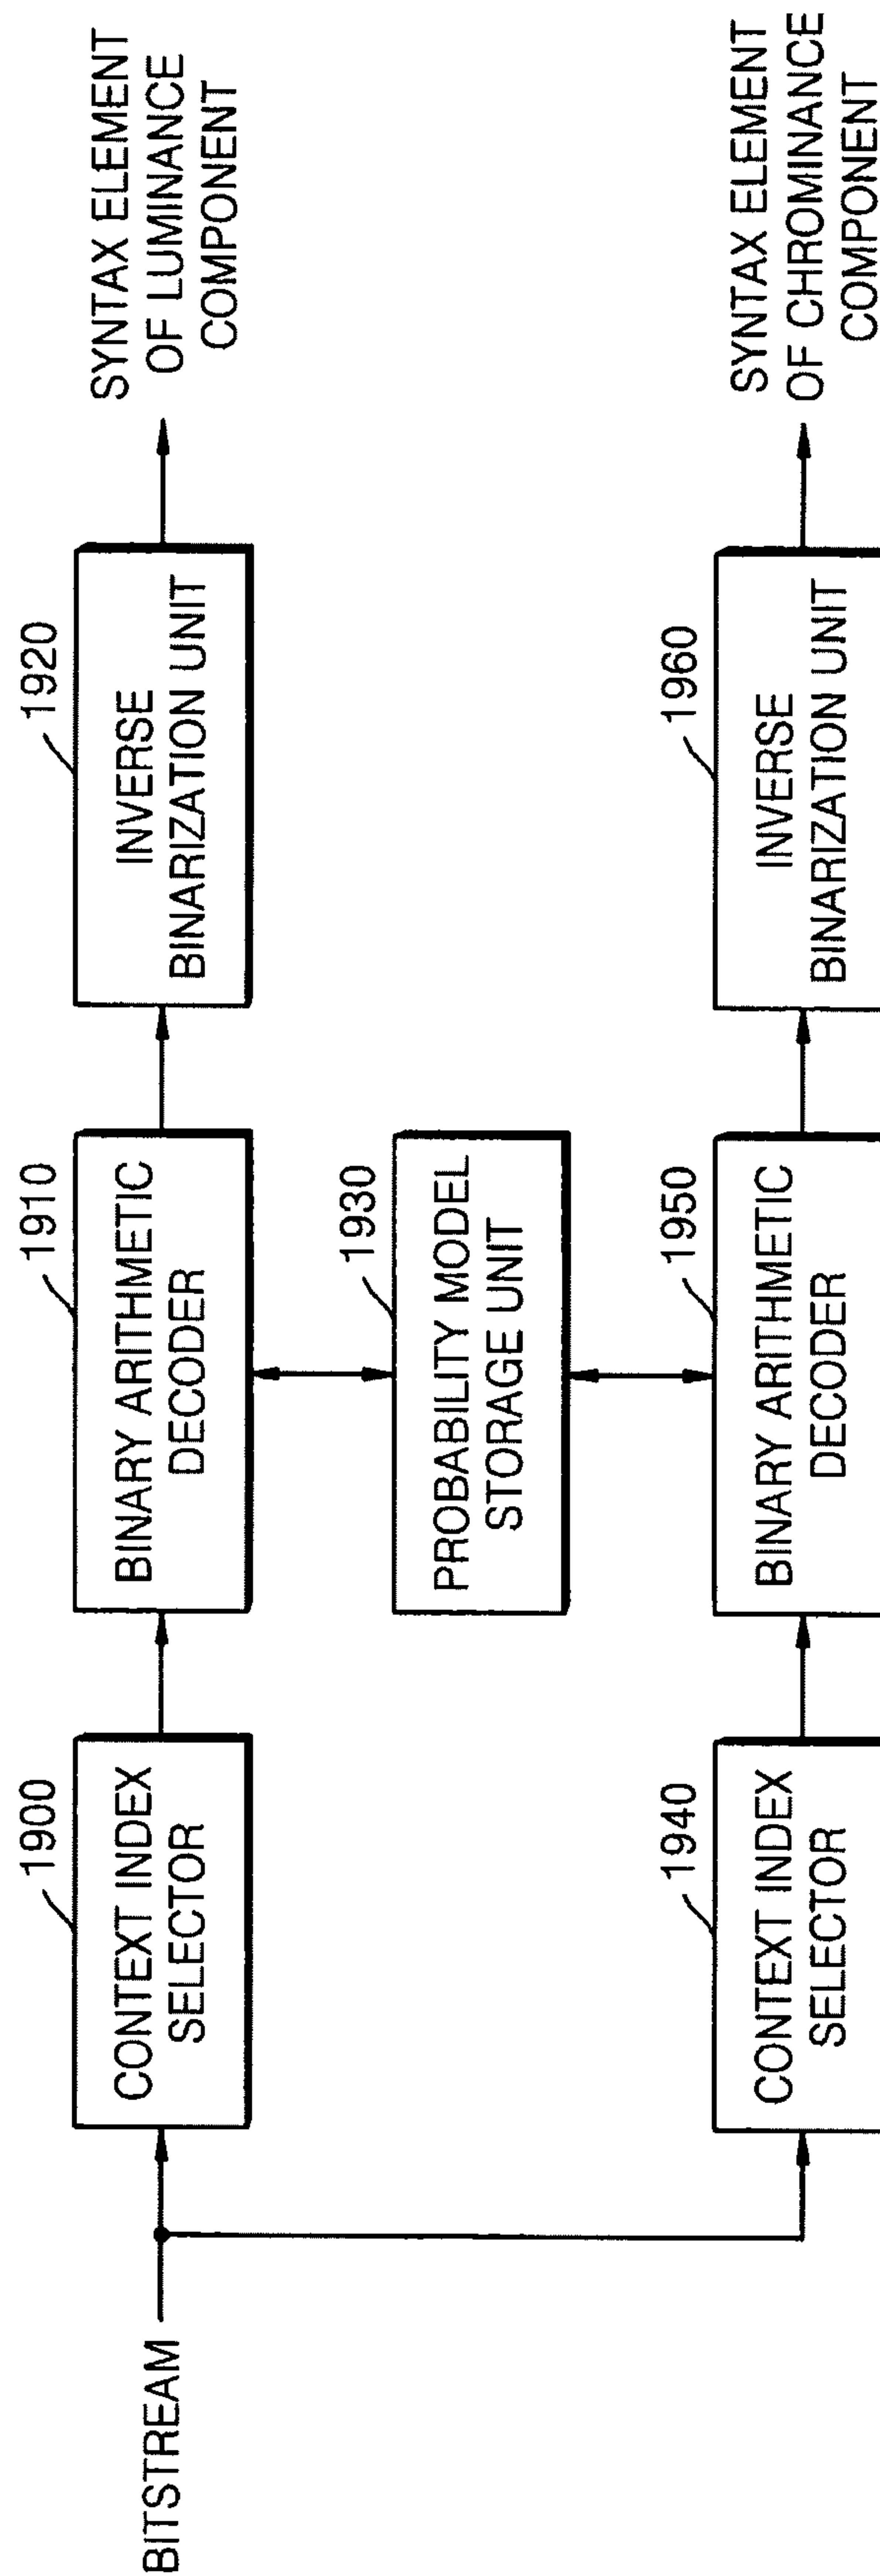 BITSTREAM
1900
CONTEXT INDEX
SELECTOR
1910
BINARY ARITHMETIC
DECODER
1920
INVERSE
BINARIZATION UNIT
SYNTAX ELEMENT
OF LUMINANCE
COMPONENT
1930
PROBABILITY MODEL
STORAGE UNIT
1940
CONTEXT INDEX
SELECTOR
1950
BINARY ARITHMETIC
DECODER
1960
INVERSE
BINARIZATION UNIT
SYNTAX ELEMENT
OF CHROMINANCE
COMPONENT